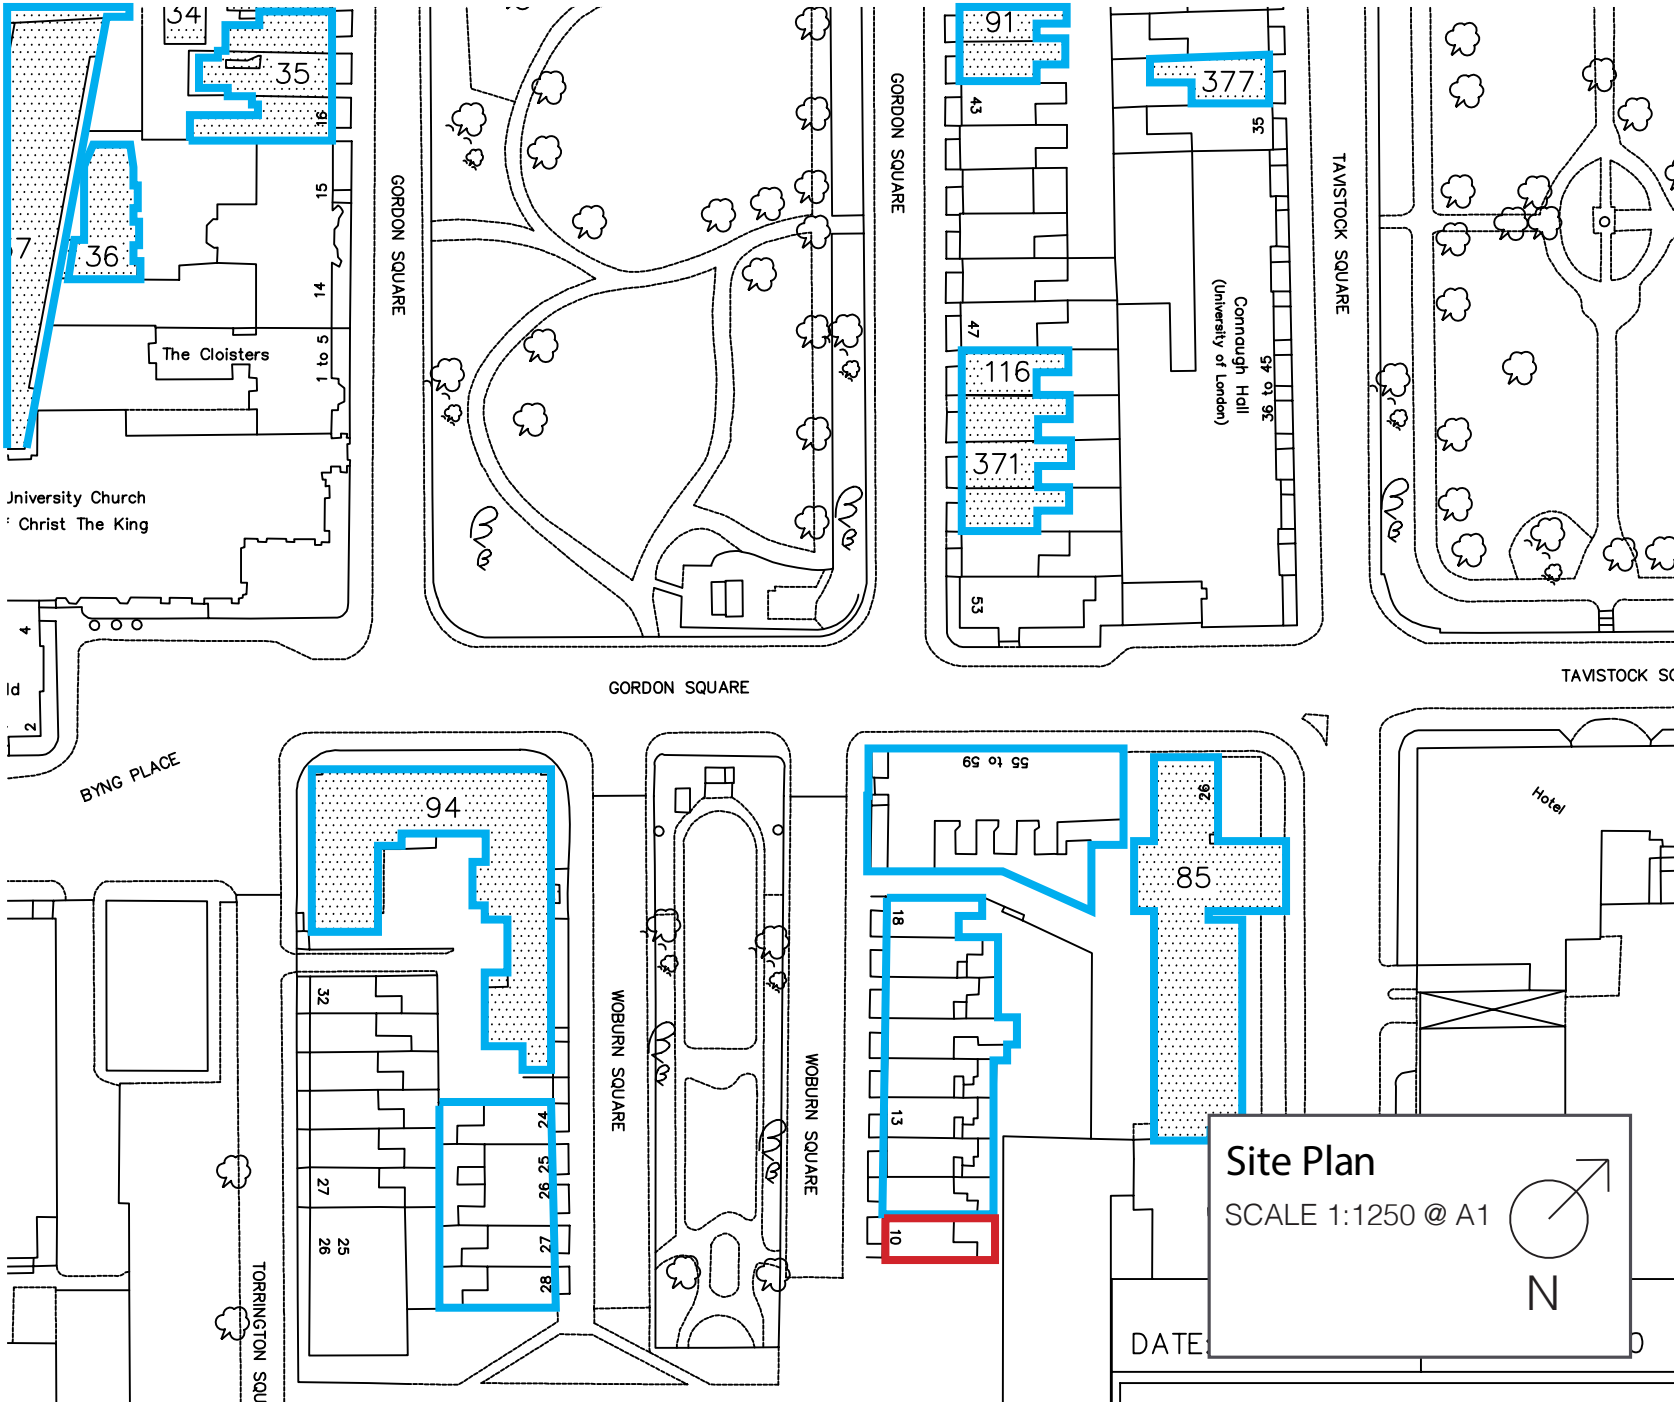 34
91
35
377
43
16
35
GORDON SQUARE
15
GORDON SQUARE
TAVISTOCK SQUARE
36
14
47
Connaugh Hall
(University of London)
36 to 45
The Cloisters
1 to 5
116
371
University Church
Christ The King
53
4
2
GORDON SQUARE
BYNG PLACE
55 to 59
26
Hotel
94
85
18
32
WOBURN SQUARE
WOBURN SQUARE
13
24
25
26
27
28
27
25
26
10
TORRINGTON SQU
Site Plan
SCALE 1:1250 @ A1
N
DATE: